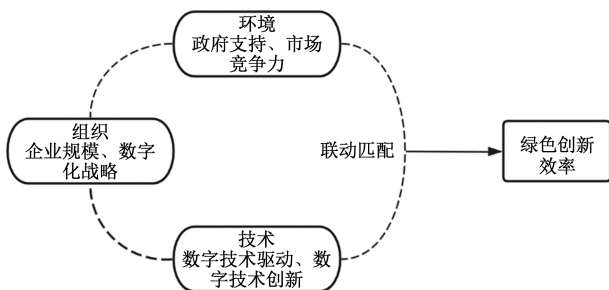 环境
政府支持、市场
竞争力
组织
企业规模、数字
化战略
联动匹配
绿色创新
效率
技术
数字技术驱动、数
字技术创新